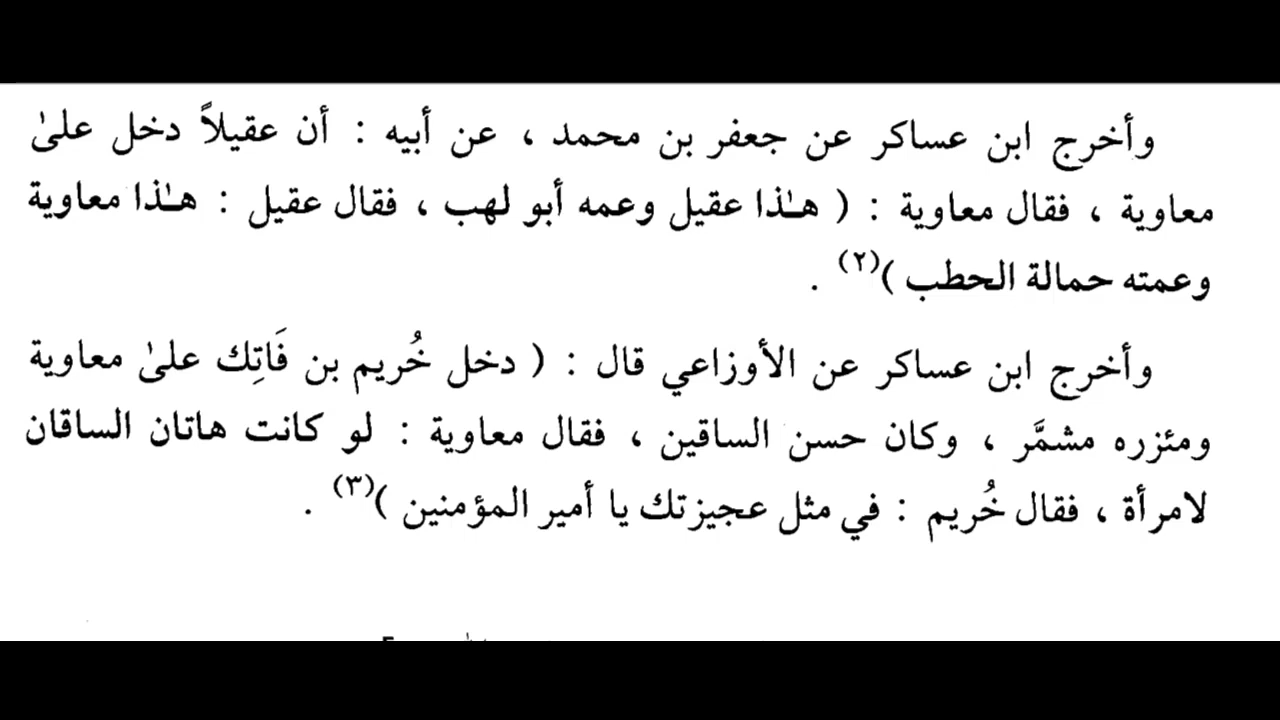 وأخرج ابن عساكر عن جعفر بن محمد ، عن أبيه : أن عقيلاً دخل علىٰ
معاوية ، فقال معاوية : ( هـٰذا عقيل وعمه أبو لهب ، فقال عقيل : هـٰذا معاوية
وعمته حمالة الحطب )(٢) .
وأخرج ابن عساكر عن الأوزاعي قال : ( دخل خُريم بن فَاتِك علىٰ معاوية
ومئزره مشمَّر ، وكان حسن الساقين ، فقال معاوية : لو كانت هاتان الساقان
لامرأة ، فقال خُريم : في مثل عجيزتك يا أمير المؤمنين )(٣) .